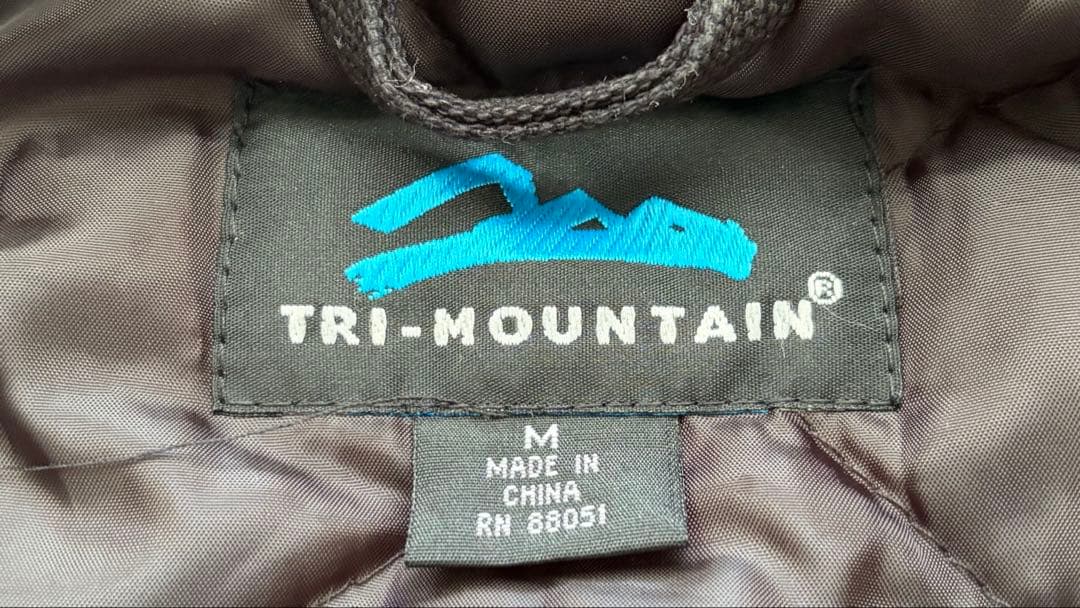 TRI-MOUNTAIN®
M
MADE IN
CHINA
RN 88051